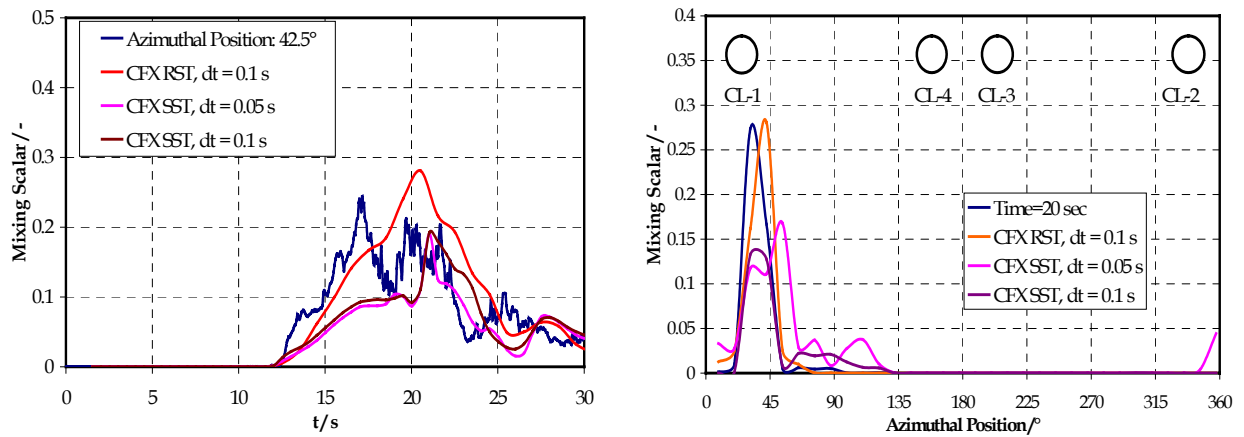 0.5
0.4
0.3
0.2
0.1
0
Mixing Scalar / -
Azimuthal Position: 42.5°
CFX RST, dt = 0.1 s
CFX SST, dt = 0.05 s
CFX SST, dt = 0.1 s
0 5 10 15 20 25 30
t/s
0.4
0.35
0.3
0.25
0.2
0.15
0.1
0.05
0
Mixing Scalar / -
CL-1 CL-4 CL-3 CL-2
Time=20 sec
CFX RST, dt = 0.1 s
CFX SST, dt = 0.05 s
CFX SST, dt = 0.1 s
0 45 90 135 180 225 270 315 360
Azimuthal Position/°